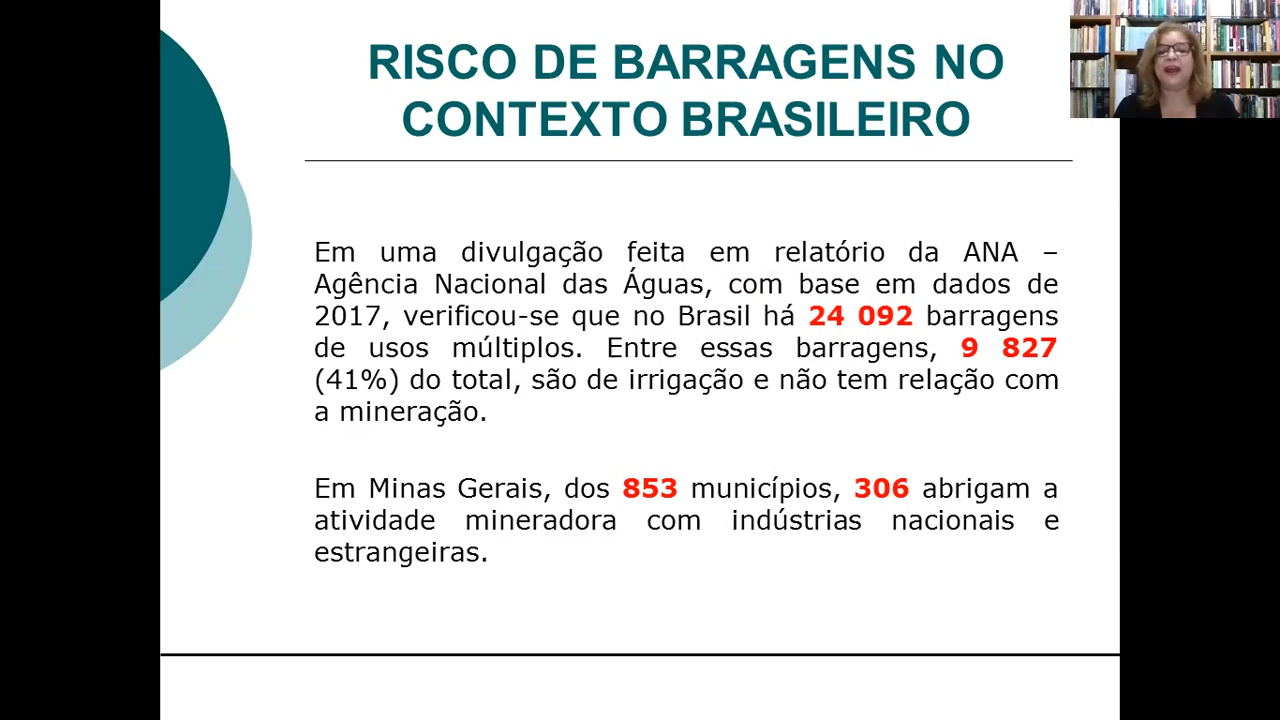 RISCO DE BARRAGENS NO
CONTEXTO BRASILEIRO
Em uma divulgação feita em relatório da ANA –
Agência Nacional das Águas, com base em dados de
2017, verificou-se que no Brasil há 24 092 barragens
de usos múltiplos. Entre essas barragens, 9 827
(41%) do total, são de irrigação e não tem relação com
a mineração.
Em Minas Gerais, dos 853 municípios, 306 abrigam a
atividade mineradora com indústrias nacionais e
estrangeiras.